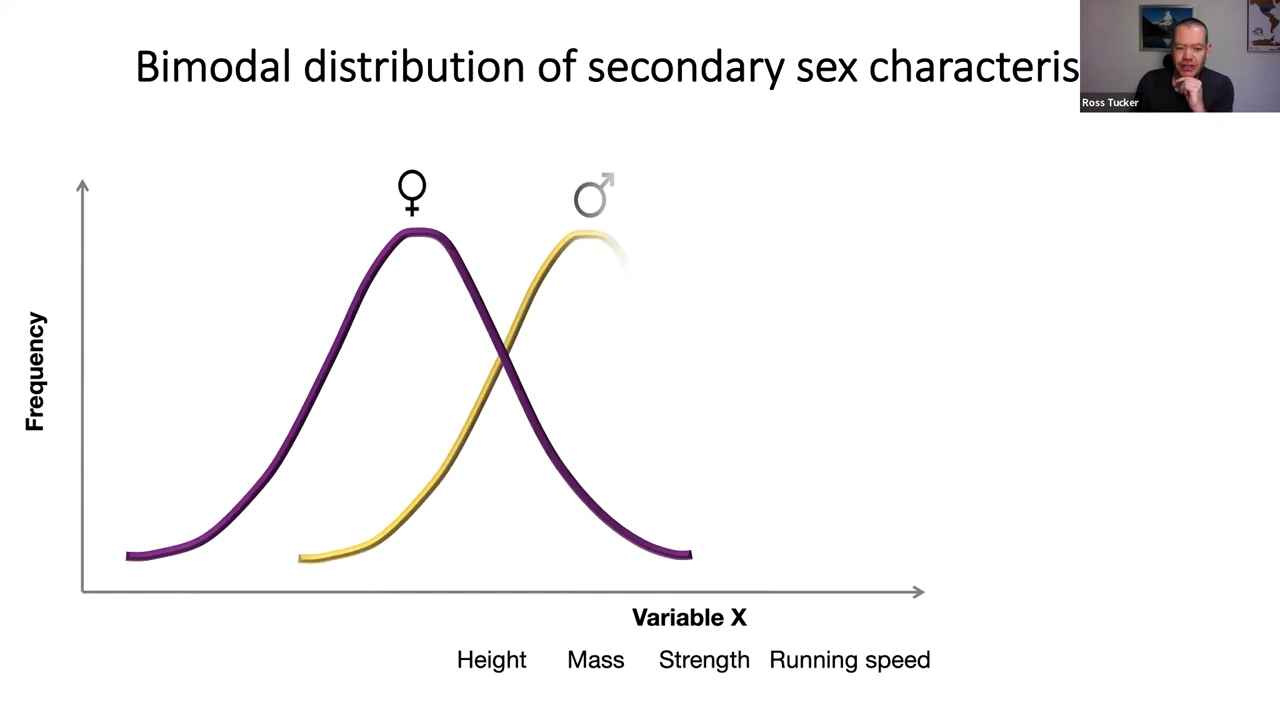 Bimodal distribution of secondary sex characteris
Ross Tucker
♀ ♂
Frequency
Variable X
Height Mass Strength Running speed